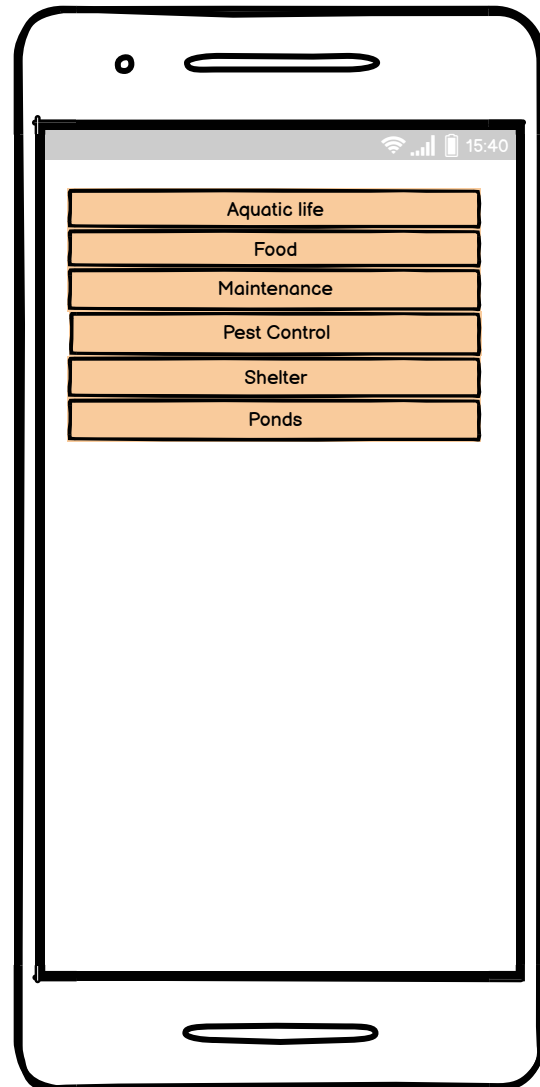 15:40
Aquatic life
Food
Maintenance
Pest Control
Shelter
Ponds